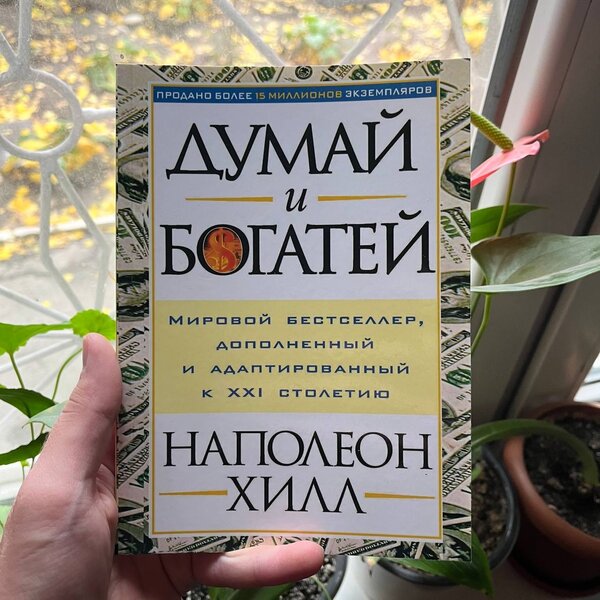 ПРОДАНО БОЛЕЕ 15 МИЛЛИОНОВ ЭКЗЕМПЛЯРОВ
ДУМАЙ
И
БОГАТЕЙ
МИРОВОЙ БЕСТСЕЛЛЕР,
ДОПОЛНЕННЫЙ
И АДАПТИРОВАННЫЙ
К XXI СТОЛЕТИЮ
НАПОЛЕОН
ХИЛЛ